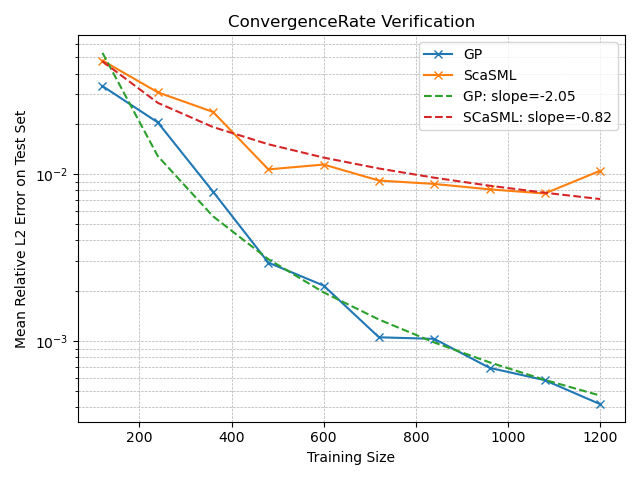 ConvergenceRate Verification
GP
ScaSML
GP: slope=-2.05
SCaSML: slope=-0.82
Mean Relative L2 Error on Test Set
10⁻²
10⁻³
200 400 600 800 1000 1200
Training Size